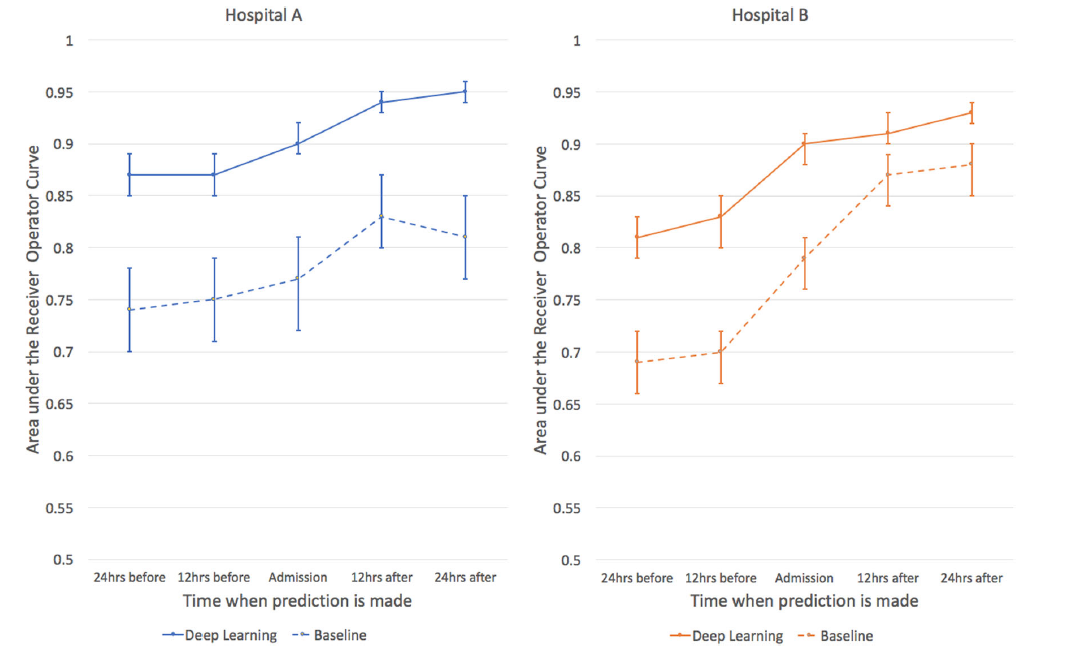 Hospital A
1
0.95
0.9
0.85
0.8
0.75
0.7
0.65
0.6
0.55
0.5
Area under the Receiver Operator Curve
24hrs before 12hrs before Admission 12hrs after 24hrs after
Time when prediction is made
Deep Learning Baseline
Hospital B
1
0.95
0.9
0.85
0.8
0.75
0.7
0.65
0.6
0.55
0.5
Area under the Receiver Operator Curve
24hrs before 12hrs before Admission 12hrs after 24hrs after
Time when prediction is made
Deep Learning Baseline